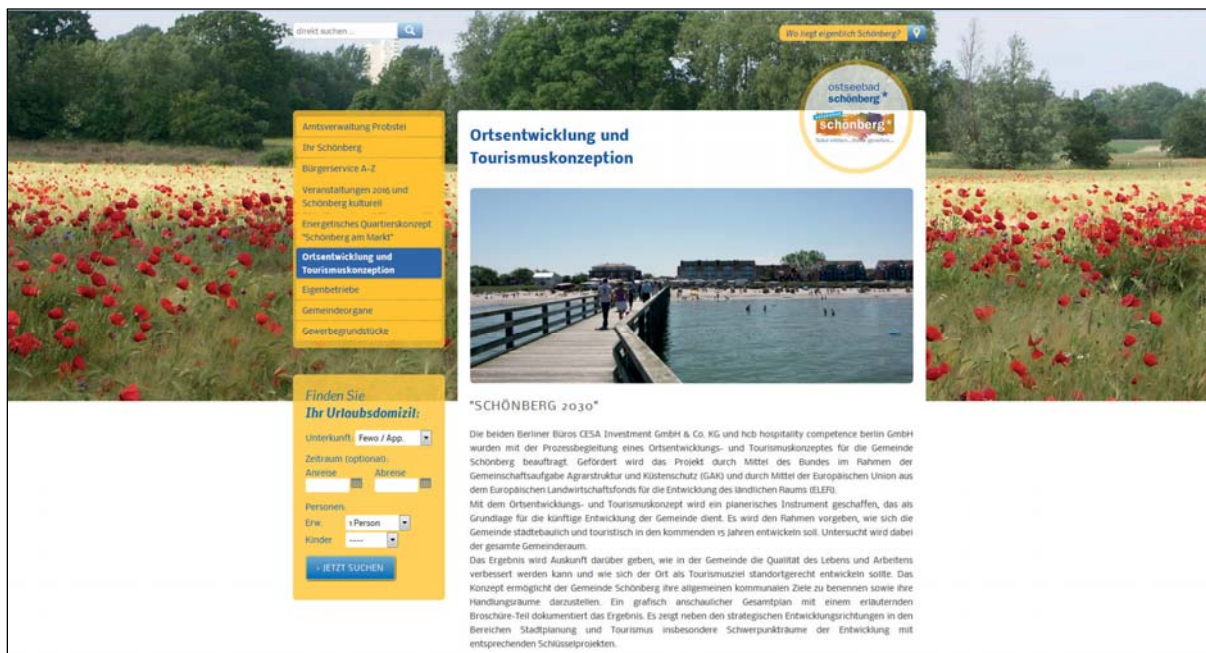 direkt suchen ...
Wo liegt eigentlich Schönberg?
ostseebad
schönberg*
schönberg*
Amtsverwaltung Probstei
Ihr Schönberg
Bürgerservice A-Z
Veranstaltungen 2016 und
Schönberg kulturell
Energetisches Quartierskonzept
"Schönberg am Markt"
Ortsentwicklung und
Tourismuskonzeption
Eigenbetriebe
Gemeindeorgane
Gewerbegrundstücke
Finden Sie
Ihr Urlaubsdomizil:
Unterkunft: Fewo / App.
Zeitraum (optional):
Anreise Abreise
Personen:
Erw. 1 Person
Kinder ----
› JETZT SUCHEN
Ortsentwicklung und
Tourismuskonzeption
"SCHÖNBERG 2030"
Die beiden Berliner Büros CESA Investment GmbH & Co. KG und hcb hospitality competence berlin GmbH
wurden mit der Prozessbegleitung eines Ortsentwicklungs- und Tourismuskonzeptes für die Gemeinde
Schönberg beauftragt. Gefördert wird das Projekt durch Mittel des Bundes im Rahmen der
Gemeinschaftsaufgabe Agrarstruktur und Küstenschutz (GAK) und durch Mittel der Europäischen Union aus
dem Europäischen Landwirtschaftsfonds für die Entwicklung des ländlichen Raums (ELER).
Mit dem Ortsentwicklungs- und Tourismuskonzept wird ein planerisches Instrument geschaffen, das als
Grundlage für die künftige Entwicklung der Gemeinde dient. Es wird den Rahmen vorgeben, wie sich die
Gemeinde städtebaulich und touristisch in den kommenden 15 Jahren entwickeln soll. Untersucht wird dabei
der gesamte Gemeinderaum.
Das Ergebnis wird Auskunft darüber geben, wie in der Gemeinde die Qualität des Lebens und Arbeitens
verbessert werden kann und wie sich der Ort als Tourismusziel standortgerecht entwickeln sollte. Das
Konzept ermöglicht der Gemeinde Schönberg ihre allgemeinen kommunalen Ziele zu benennen sowie ihre
Handlungsräume darzustellen. Ein grafisch anschaulicher Gesamtplan mit einem erläuternden
Broschüre-Teil dokumentiert das Ergebnis. Es zeigt neben den strategischen Entwicklungsrichtungen in den
Bereichen Stadtplanung und Tourismus insbesondere Schwerpunkträume der Entwicklung mit
entsprechenden Schlüsselprojekten.